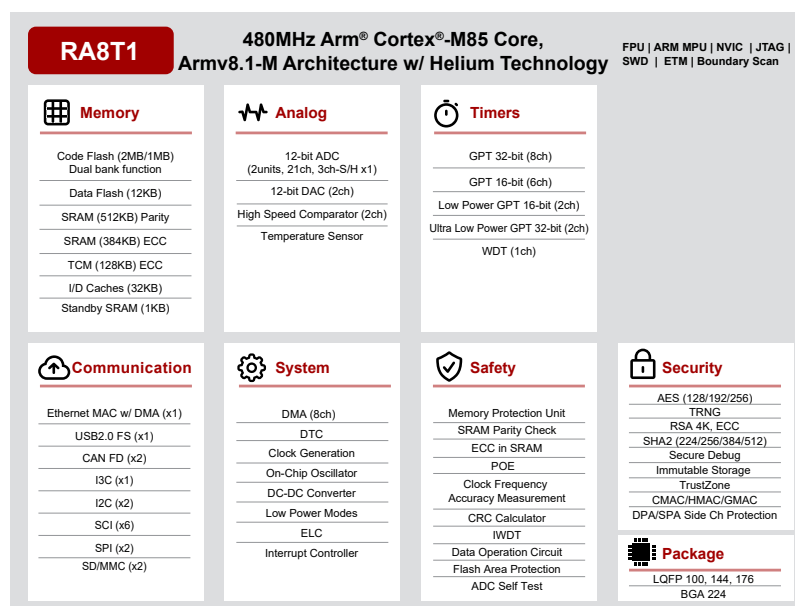 RA8T1
480MHz Arm® Cortex®-M85 Core,
Armv8.1-M Architecture w/ Helium Technology
FPU | ARM MPU | NVIC | JTAG |
SWD | ETM | Boundary Scan
Memory
Code Flash (2MB/1MB)
Dual bank function
Data Flash (12KB)
SRAM (512KB) Parity
SRAM (384KB) ECC
TCM (128KB) ECC
I/D Caches (32KB)
Standby SRAM (1KB)
Analog
12-bit ADC
(2units, 21ch, 3ch-S/H x1)
12-bit DAC (2ch)
High Speed Comparator (2ch)
Temperature Sensor
Timers
GPT 32-bit (8ch)
GPT 16-bit (6ch)
Low Power GPT 16-bit (2ch)
Ultra Low Power GPT 32-bit (2ch)
WDT (1ch)
Communication
Ethernet MAC w/ DMA (x1)
USB2.0 FS (x1)
CAN FD (x2)
I3C (x1)
I2C (x2)
SCI (x6)
SPI (x2)
SD/MMC (x2)
System
DMA (8ch)
DTC
Clock Generation
On-Chip Oscillator
DC-DC Converter
Low Power Modes
ELC
Interrupt Controller
Safety
Memory Protection Unit
SRAM Parity Check
ECC in SRAM
POE
Clock Frequency
Accuracy Measurement
CRC Calculator
IWDT
Data Operation Circuit
Flash Area Protection
ADC Self Test
Security
AES (128/192/256)
TRNG
RSA 4K, ECC
SHA2 (224/256/384/512)
Secure Debug
Immutable Storage
TrustZone
CMAC/HMAC/GMAC
DPA/SPA Side Ch Protection
Package
LQFP 100, 144, 176
BGA 224